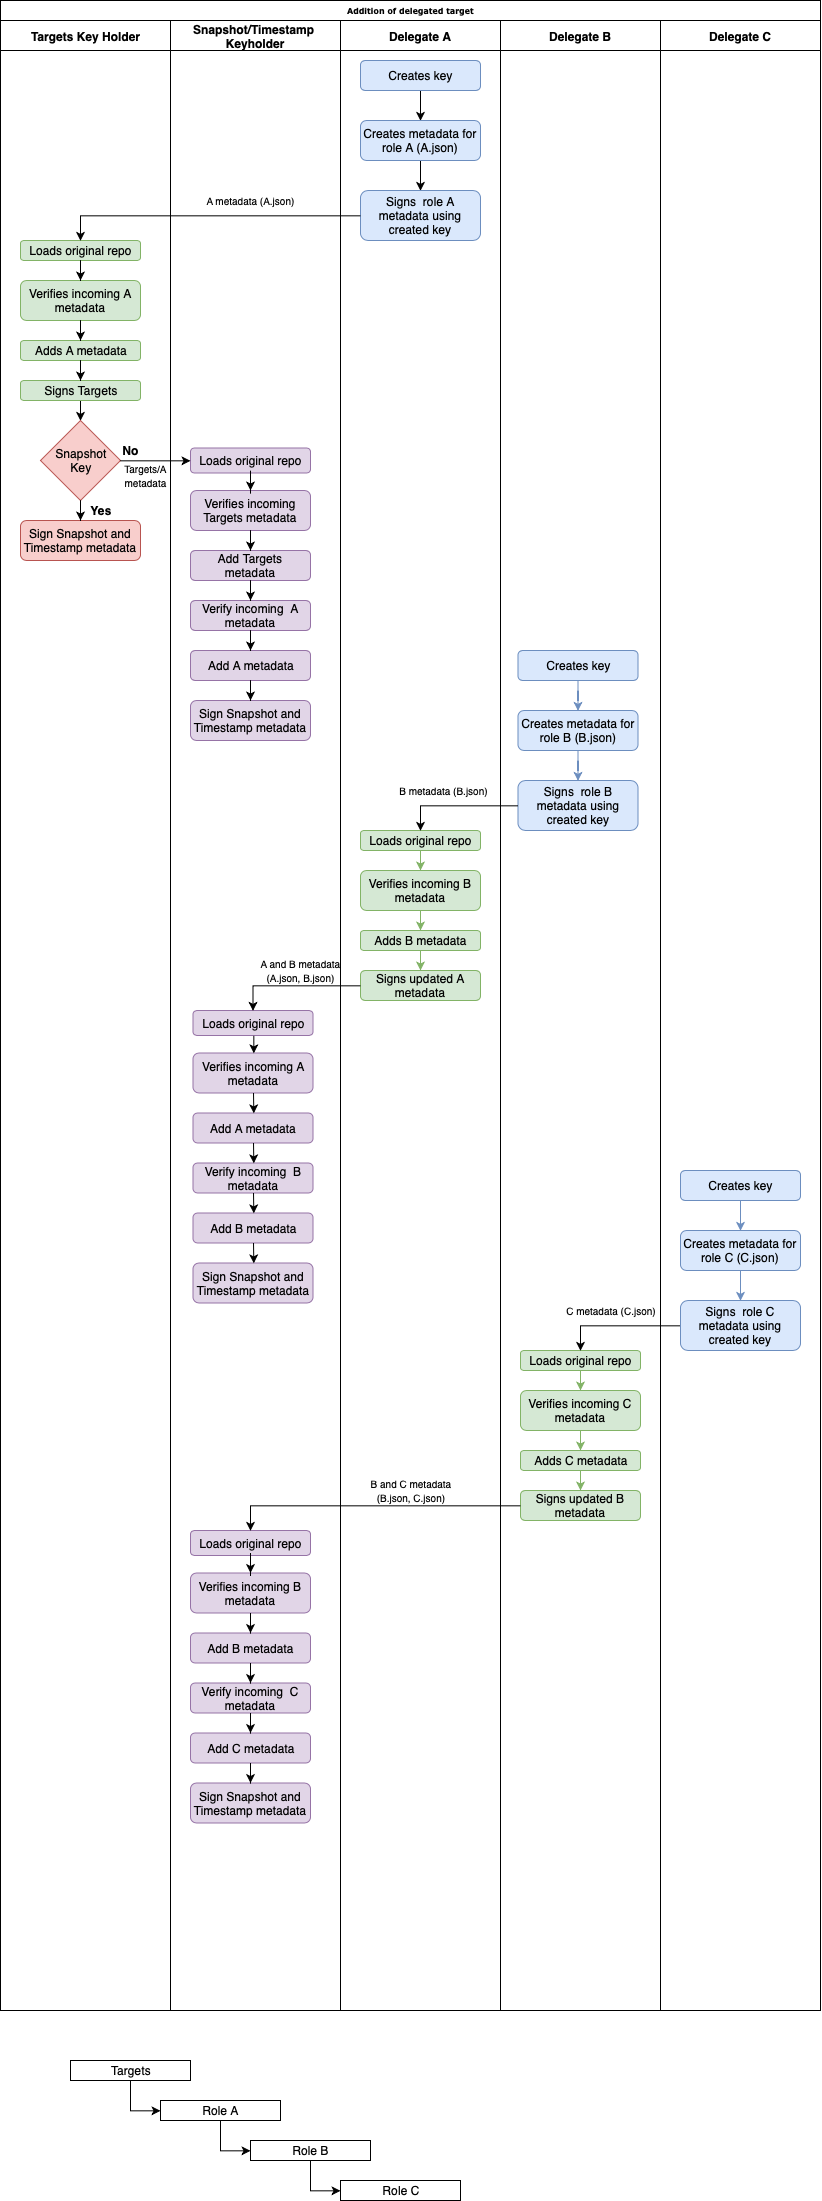 Addition of delegated target
Targets Key Holder
Snapshot/Timestamp
Keyholder
Delegate A
Delegate B
Delegate C
Creates key
Creates metadata for
role A (A.json)
Signs role A
metadata using
created key
A metadata (A.json)
Loads original repo
Verifies incoming A
metadata
Adds A metadata
Signs Targets
Snapshot
Key
No
Targets/A
metadata
Yes
Sign Snapshot and
Timestamp metadata
Loads original repo
Verifies incoming
Targets metadata
Add Targets
metadata
Verify incoming A
metadata
Add A metadata
Sign Snapshot and
Timestamp metadata
Creates key
Creates metadata for
role B (B.json)
Signs role B
metadata using
created key
B metadata (B.json)
Loads original repo
Verifies incoming B
metadata
Adds B metadata
Signs updated A
metadata
A and B metadata
(A.json, B.json)
Loads original repo
Verifies incoming A
metadata
Add A metadata
Verify incoming B
metadata
Add B metadata
Sign Snapshot and
Timestamp metadata
Creates key
Creates metadata for
role C (C.json)
Signs role C
metadata using
created key
C metadata (C.json)
Loads original repo
Verifies incoming C
metadata
Adds C metadata
Signs updated B
metadata
B and C metadata
(B.json, C.json)
Loads original repo
Verifies incoming B
metadata
Add B metadata
Verify incoming C
metadata
Add C metadata
Sign Snapshot and
Timestamp metadata
Targets
Role A
Role B
Role C